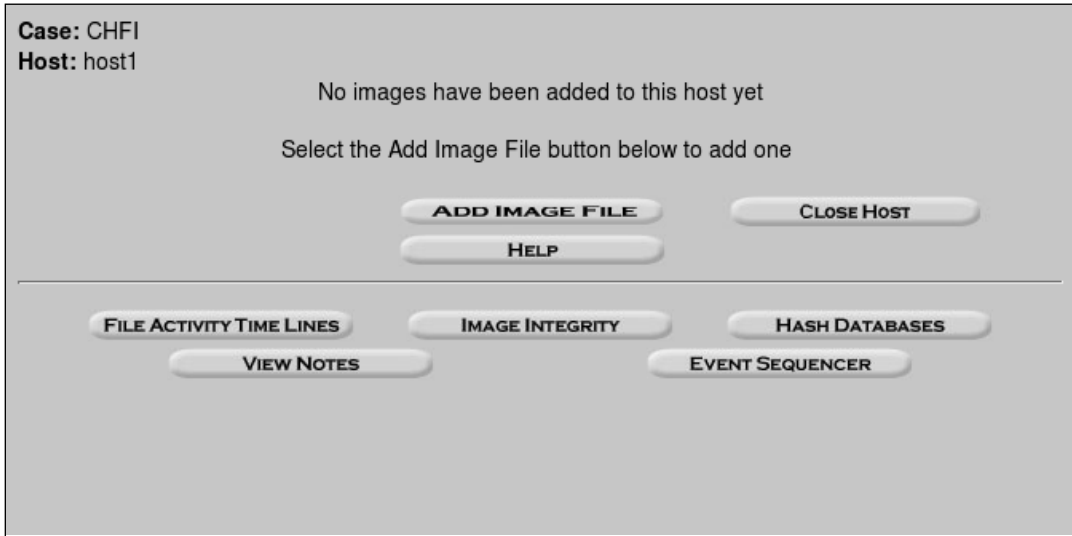 Case: CHFI
Host: host1
No images have been added to this host yet
Select the Add Image File button below to add one
ADD IMAGE FILE
CLOSE HOST
HELP
FILE ACTIVITY TIME LINES
IMAGE INTEGRITY
HASH DATABASES
VIEW NOTES
EVENT SEQUENCER